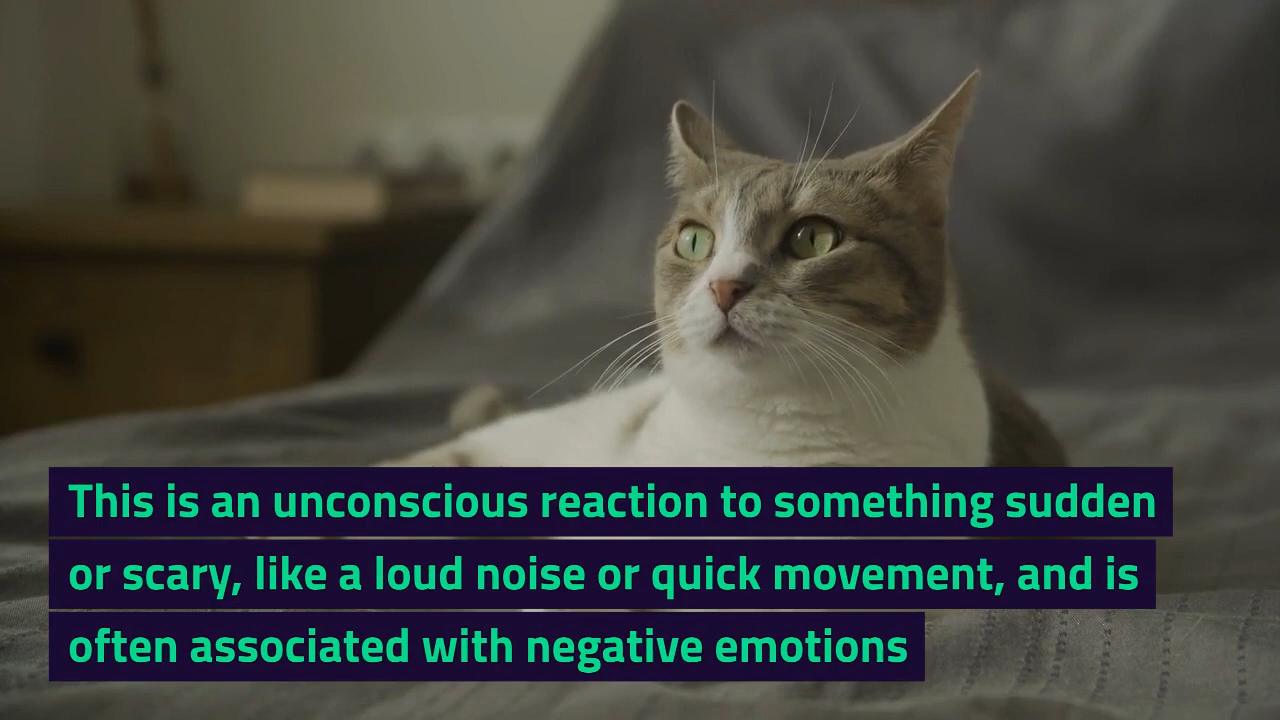 This is an unconscious reaction to something sudden
or scary, like a loud noise or quick movement, and is
often associated with negative emotions